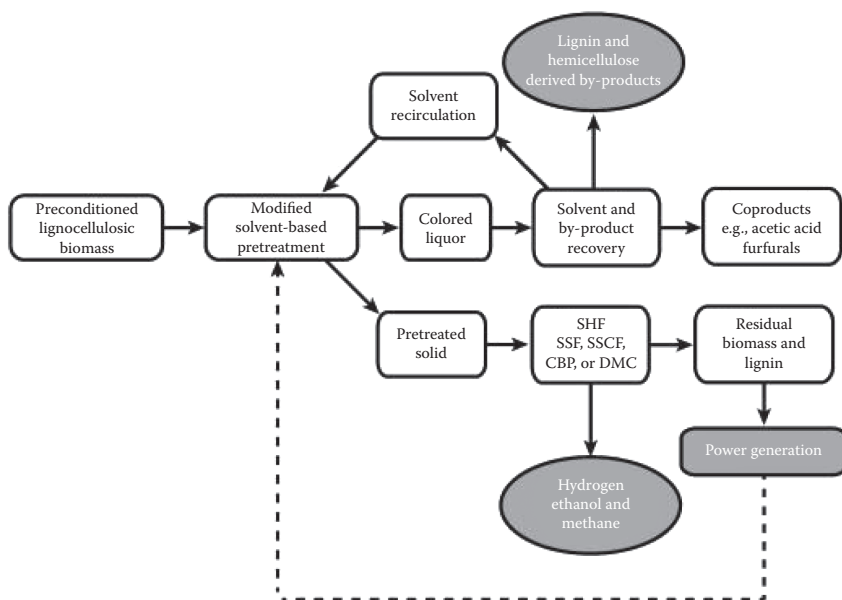 Lignin and
hemicellulose
derived by-products
Solvent
recirculation
Preconditioned
lignocellulosic
biomass
Modified
solvent-based
pretreatment
Colored
liquor
Solvent and
by-product
recovery
Coproducts
e.g., acetic acid
furfurals
Pretreated
solid
SHF
SSF, SSCF,
CBP, or DMC
Residual
biomass and
lignin
Power generation
Hydrogen
ethanol and
methane